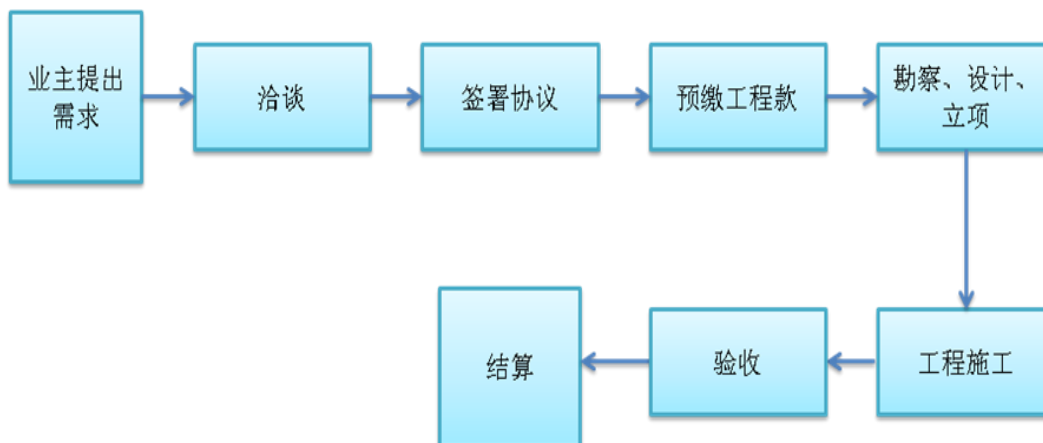 业主提出
需求
洽谈
签署协议
预缴工程款
勘察、设计、
立项
工程施工
验收
结算